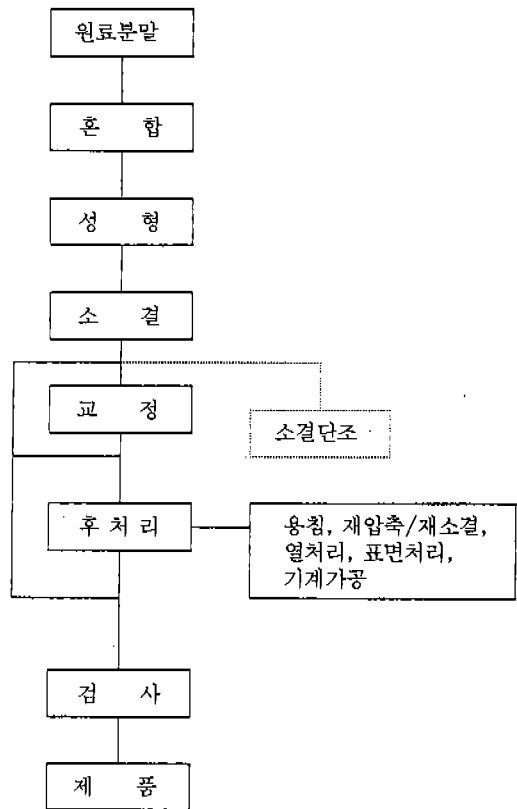 원료분말
혼 합
성 형
소 결
교 정
소결단조
후 처 리
용침, 재압축/재소결,
열처리, 표면처리,
기계가공
검 사
제 품